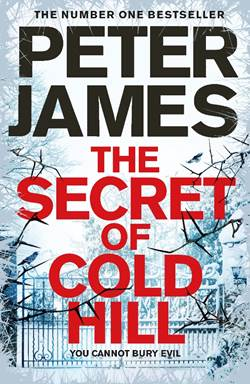 THE NUMBER ONE BESTSELLER
PETER
JAMES
THE
SECRET
OF
COLD
HILL
YOU CANNOT BURY EVIL